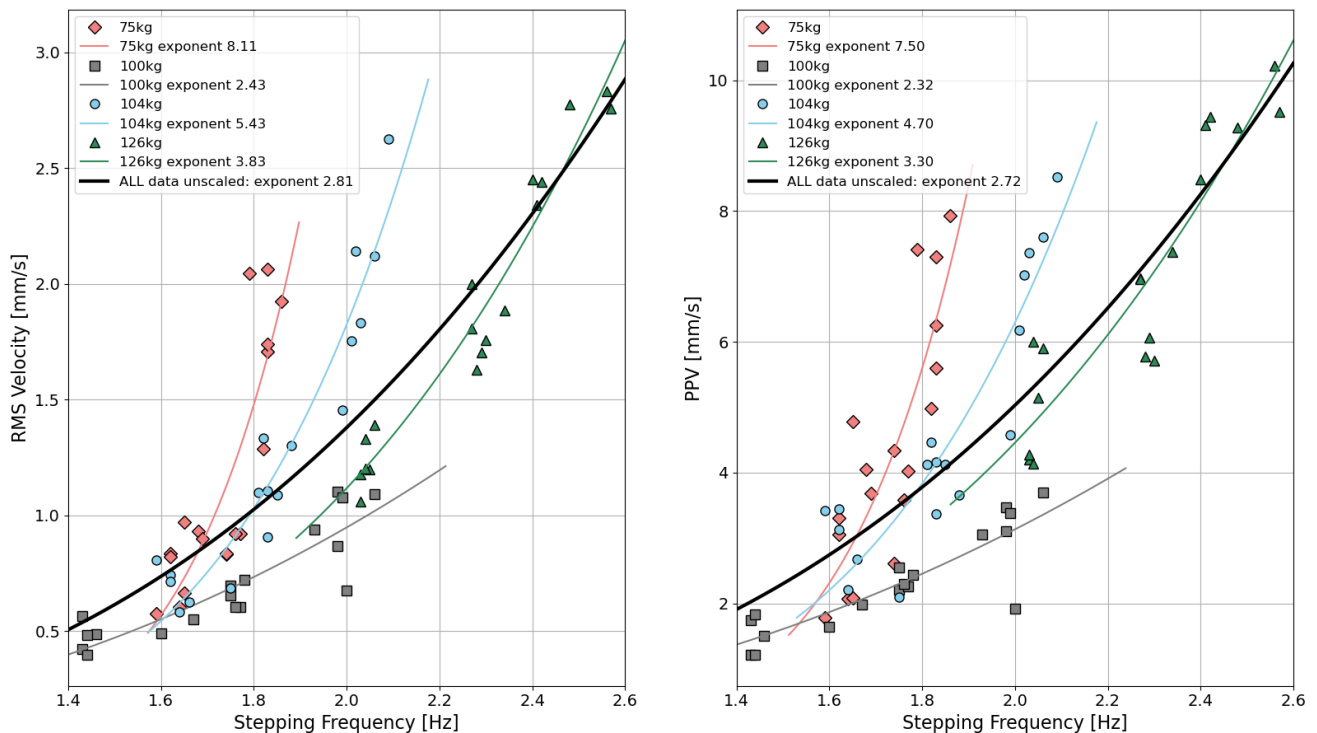 75kg
75kg exponent 8.11
100kg
100kg exponent 2.43
104kg
104kg exponent 5.43
126kg
126kg exponent 3.83
ALL data unscaled: exponent 2.81
3.0
2.5
2.0
1.5
1.0
0.5
RMS Velocity [mm/s]
1.4 1.6 1.8 2.0 2.2 2.4 2.6
Stepping Frequency [Hz]
75kg
75kg exponent 7.50
100kg
100kg exponent 2.32
104kg
104kg exponent 4.70
126kg
126kg exponent 3.30
ALL data unscaled: exponent 2.72
10
8
6
4
2
PPV [mm/s]
1.4 1.6 1.8 2.0 2.2 2.4 2.6
Stepping Frequency [Hz]